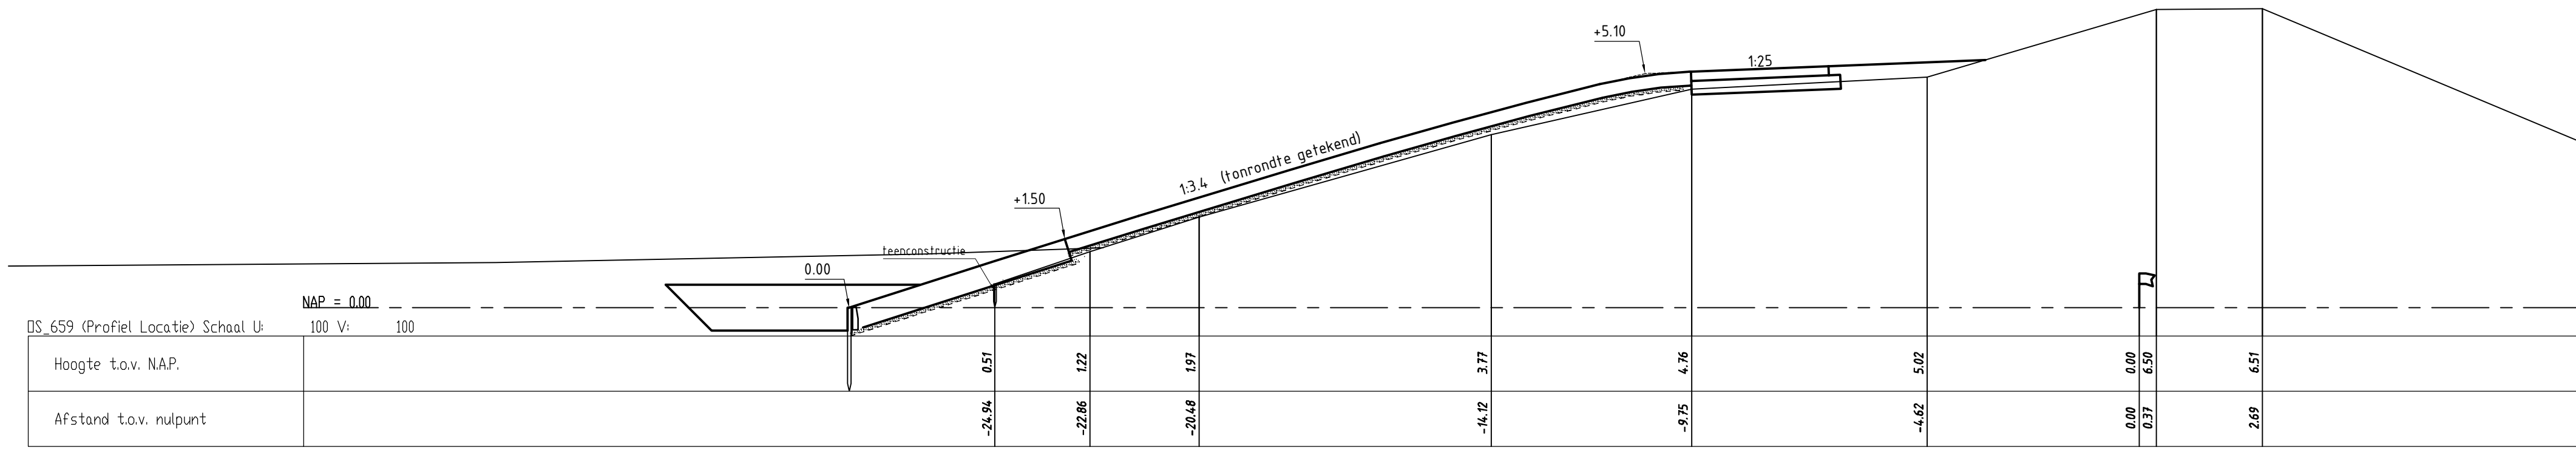 +5.10
1:25
1:3.4 (tonrondte getekend)
+1.50
teenconstructie
0.00
NAP = 0.00
S_659 (Profiel Locatie) Schaal U: 100 V: 100
Hoogte t.o.v. N.A.P. 0.51 1.22 1.97 3.77 4.76 5.02 0.00 6.50 6.51
Afstand t.o.v. nulpunt -24.94 -22.86 -20.48 -14.12 -9.75 -4.62 0.00 0.37 2.69